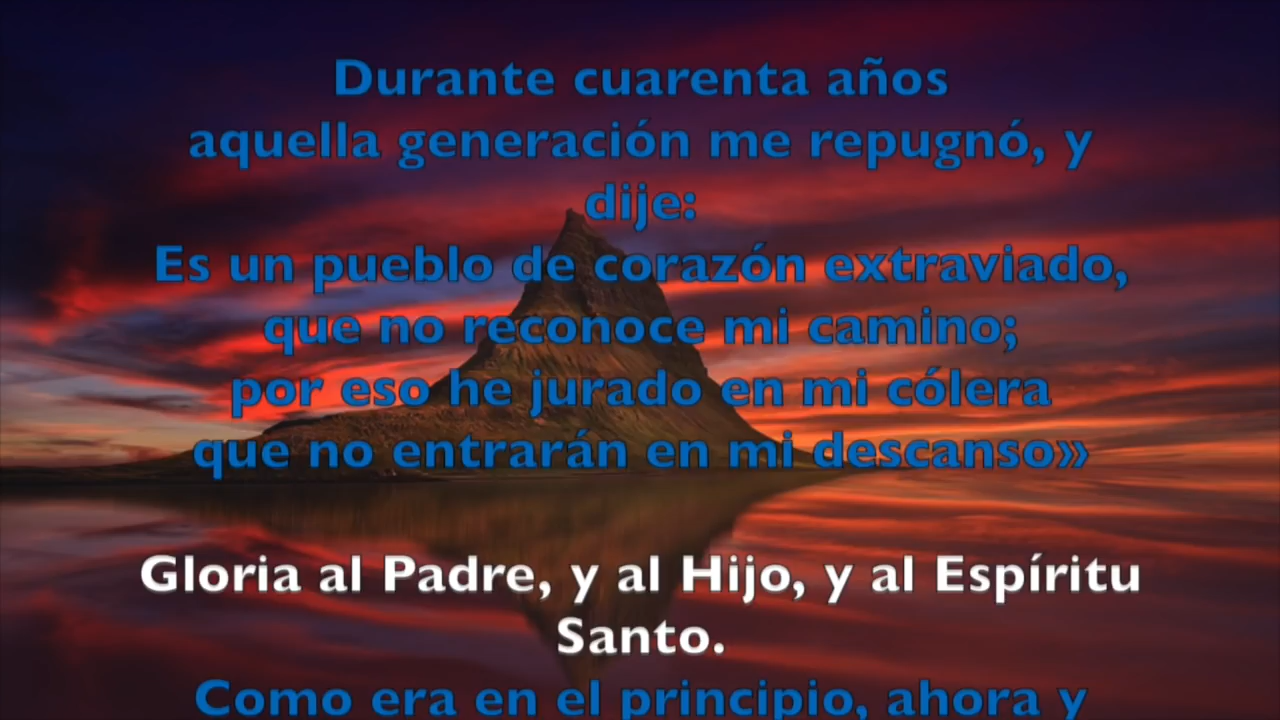 Durante cuarenta años
aquella generación me repugnó, y
dije:
Es un pueblo de corazón extraviado,
que no reconoce mi camino;
por eso he jurado en mi cólera
que no entrarán en mi descanso»
Gloria al Padre, y al Hijo, y al Espíritu
Santo.
Como era en el principio, ahora y